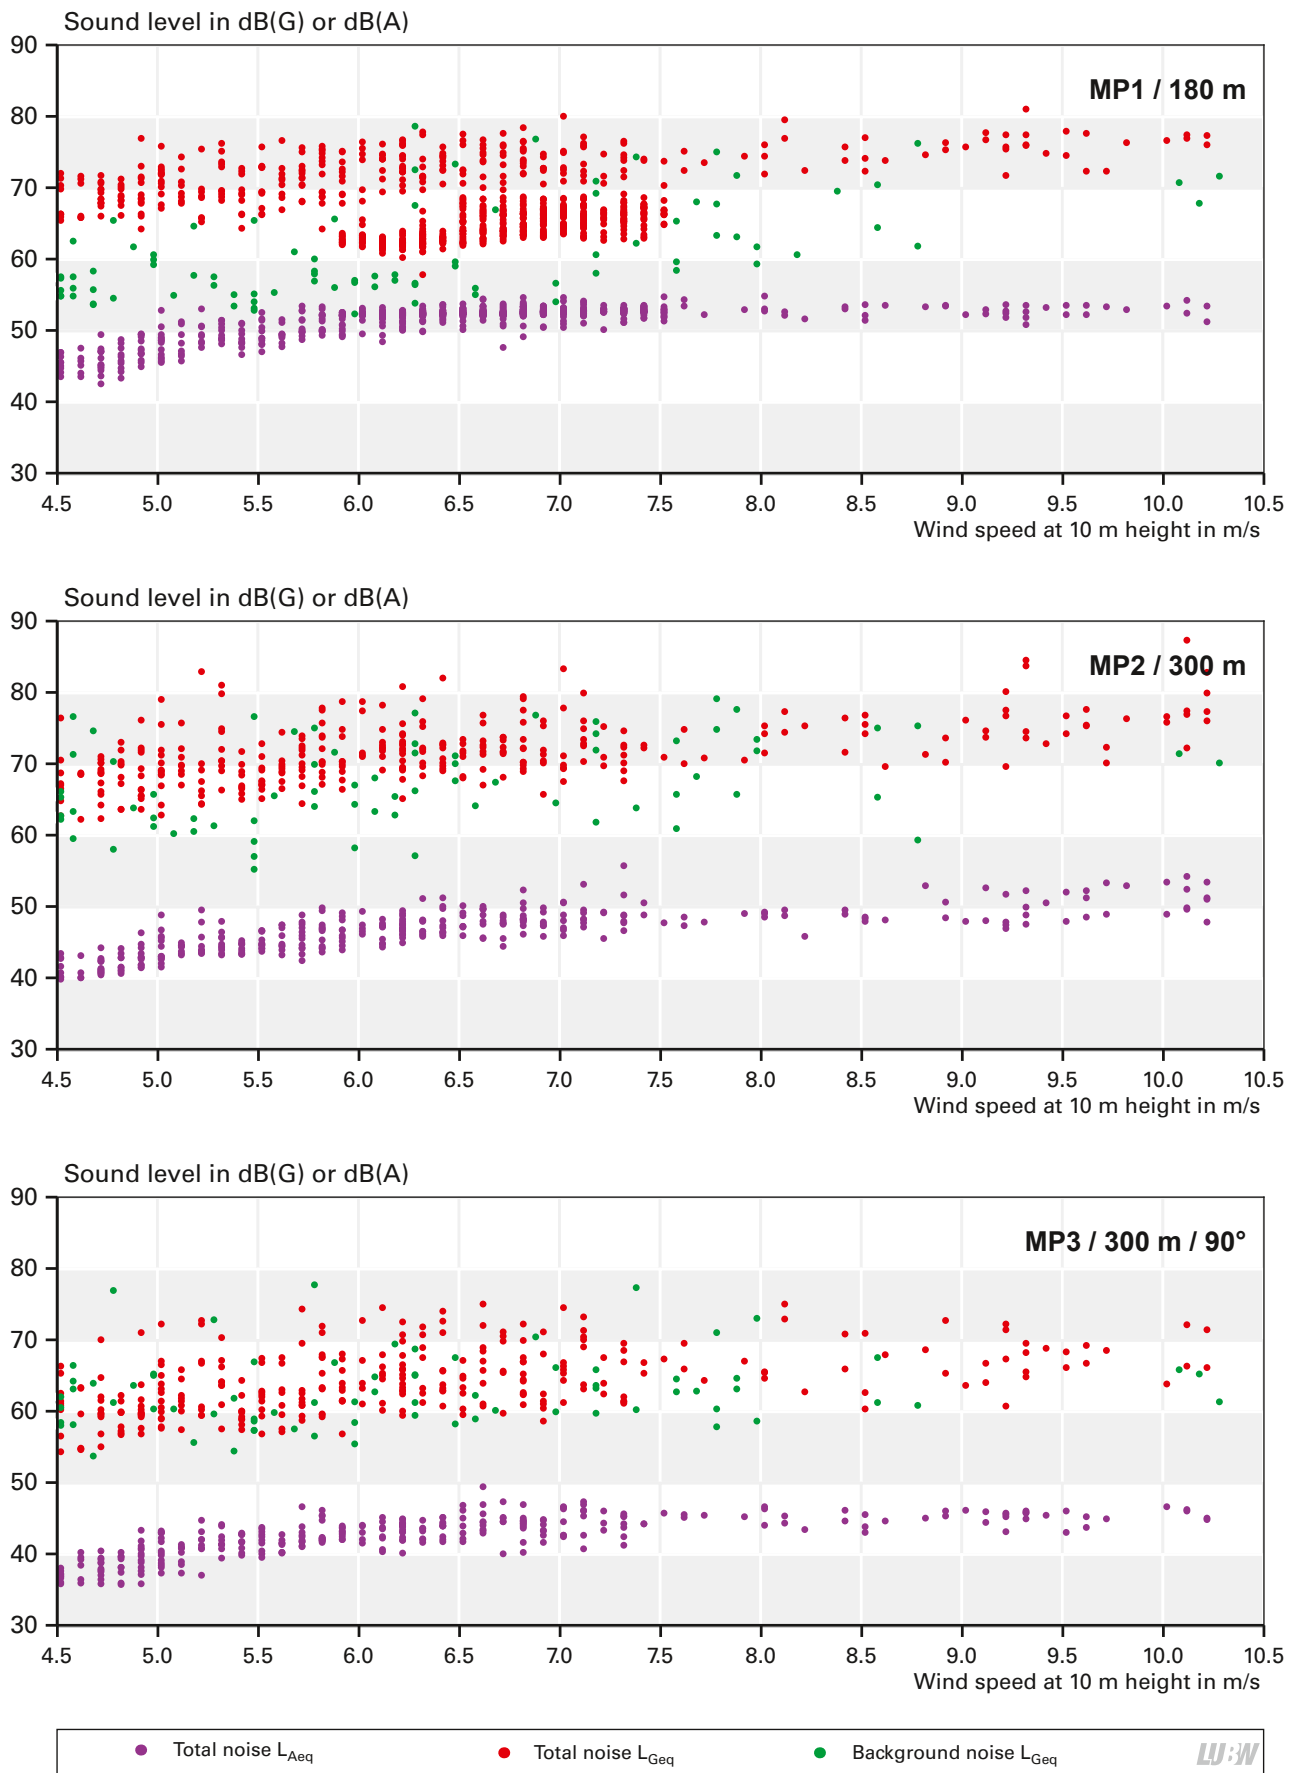 Sound level in dB(G) or dB(A)
90
MP1 / 180 m
80
70
60
50
40
30
4.5 5.0 5.5 6.0 6.5 7.0 7.5 8.0 8.5 9.0 9.5 10.0 10.5
Wind speed at 10 m height in m/s
Sound level in dB(G) or dB(A)
90
MP2 / 300 m
80
70
60
50
40
30
4.5 5.0 5.5 6.0 6.5 7.0 7.5 8.0 8.5 9.0 9.5 10.0 10.5
Wind speed at 10 m height in m/s
Sound level in dB(G) or dB(A)
90
MP3 / 300 m / 90°
80
70
60
50
40
30
4.5 5.0 5.5 6.0 6.5 7.0 7.5 8.0 8.5 9.0 9.5 10.0 10.5
Wind speed at 10 m height in m/s
Total noise LAeq Total noise LGeq Background noise LGeq LUBW